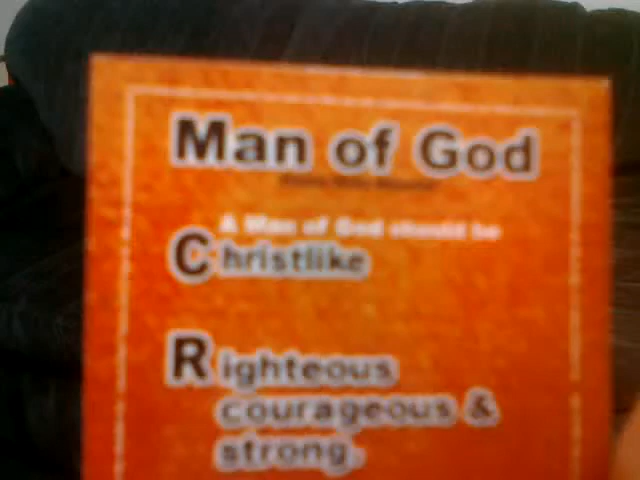 Man of God
A Man of God should be
Christlike
Righteous
courageous &
strong.